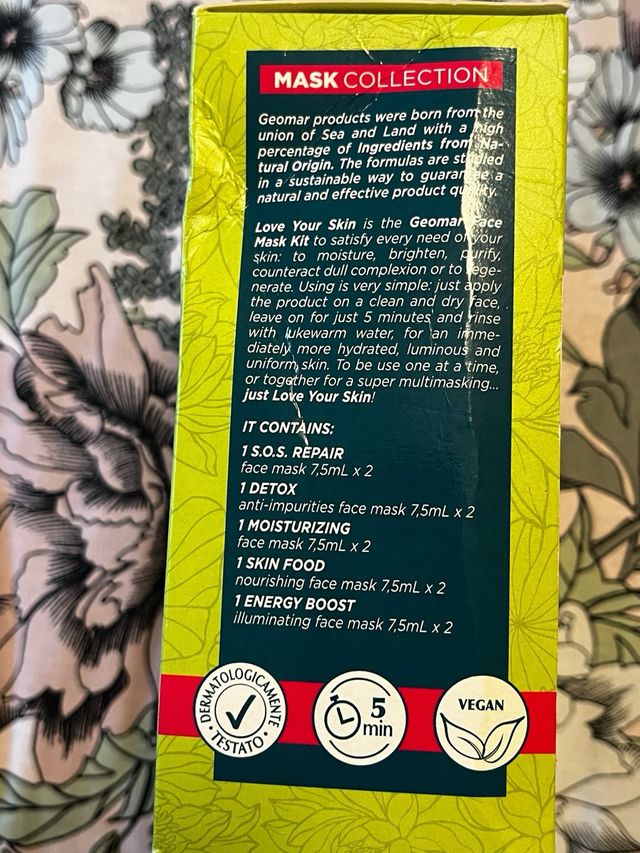 MASK COLLECTION
Geomar products were born from the
union of Sea and Land with a high
percentage of Ingredients from Na-
tural Origin. The formulas are studied
in a sustainable way to guarantee a
natural and effective product quality.
Love Your Skin is the Geomar Face
Mask Kit to satisfy every need of your
skin: to moisture, brighten, purify,
counteract dull complexion or to rege-
nerate. Using is very simple: just apply
the product on a clean and dry face,
leave on for just 5 minutes and rinse
with lukewarm water, for an imme-
diately more hydrated, luminous and
uniform skin. To be use one at a time,
or together for a super multimasking...
just Love Your Skin!
IT CONTAINS:
1 S.O.S. REPAIR
face mask 7,5mL x 2
1 DETOX
anti-impurities face mask 7,5mL x 2
1 MOISTURIZING
face mask 7,5mL x 2
1 SKIN FOOD
nourishing face mask 7,5mL x 2
1 ENERGY BOOST
illuminating face mask 7,5mL x 2
DERMATOLOGICAMENTE
• TESTATO •
5
min
VEGAN